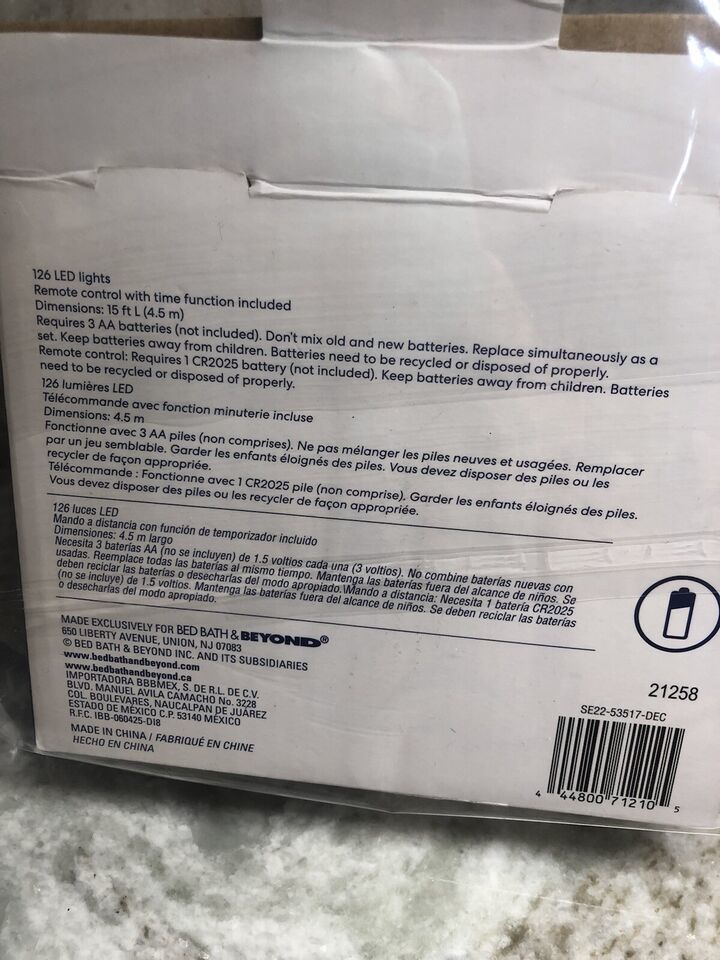 126 LED lights
Remote control with time function included
Dimensions: 15 ft L (4.5 m)
Requires 3 AA batteries (not included). Don't mix old and new batteries. Replace simultaneously as a
set. Keep batteries away from children. Batteries need to be recycled or disposed of properly.
Remote control: Requires 1 CR2025 battery (not included). Keep batteries away from children. Batteries
need to be recycled or disposed of properly.
126 lumières LED
Télécommande avec fonction minuterie incluse
Dimensions: 4.5 m
Fonctionne avec 3 AA piles (non comprises). Ne pas mélanger les piles neuves et usagées. Remplacer
par un jeu semblable. Garder les enfants éloignés des piles. Vous devez disposer des piles ou les
recycler de façon appropriée.
Télécommande : Fonctionne avec 1 CR2025 pile (non comprise). Garder les enfants éloignés des piles.
Vous devez disposer des piles ou les recycler de façon appropriée.
126 luces LED
Mando a distancia con función de temporizador incluido
Dimensiones: 4.5 m largo
Necesita 3 baterías AA (no se incluyen) de 1.5 voltios cada una (3 voltios). No combine baterías nuevas con
usadas. Reemplace todas las baterías al mismo tiempo. Mantenga las baterías fuera del alcance de niños. Se
deben reciclar las baterías o desecharlas del modo apropiado.Mando a distancia: Necesita 1 batería CR2025
(no se incluye) de 1.5 voltios. Mantenga las baterías fuera del alcance de niños. Se deben reciclar las baterías
o desecharlas del modo apropiado.
MADE EXCLUSIVELY FOR BED BATH & BEYOND®
650 LIBERTY AVENUE, UNION, NJ 07083
© BED BATH & BEYOND INC. AND ITS SUBSIDIARIES
www.bedbathandbeyond.com
www.bedbathandbeyond.ca
IMPORTADORA BBBMEX, S. DE R.L. DE C.V.
BLVD. MANUEL AVILA CAMACHO No. 3228
COL. BOULEVARES, NAUCALPAN DE JUÁREZ
ESTADO DE MÉXICO C.P. 53140 MÉXICO
R.F.C. IBB-060425-DI8
MADE IN CHINA / FABRIQUÉ EN CHINE
HECHO EN CHINA
21258
SE22-53517-DEC
4 44800 71210 5